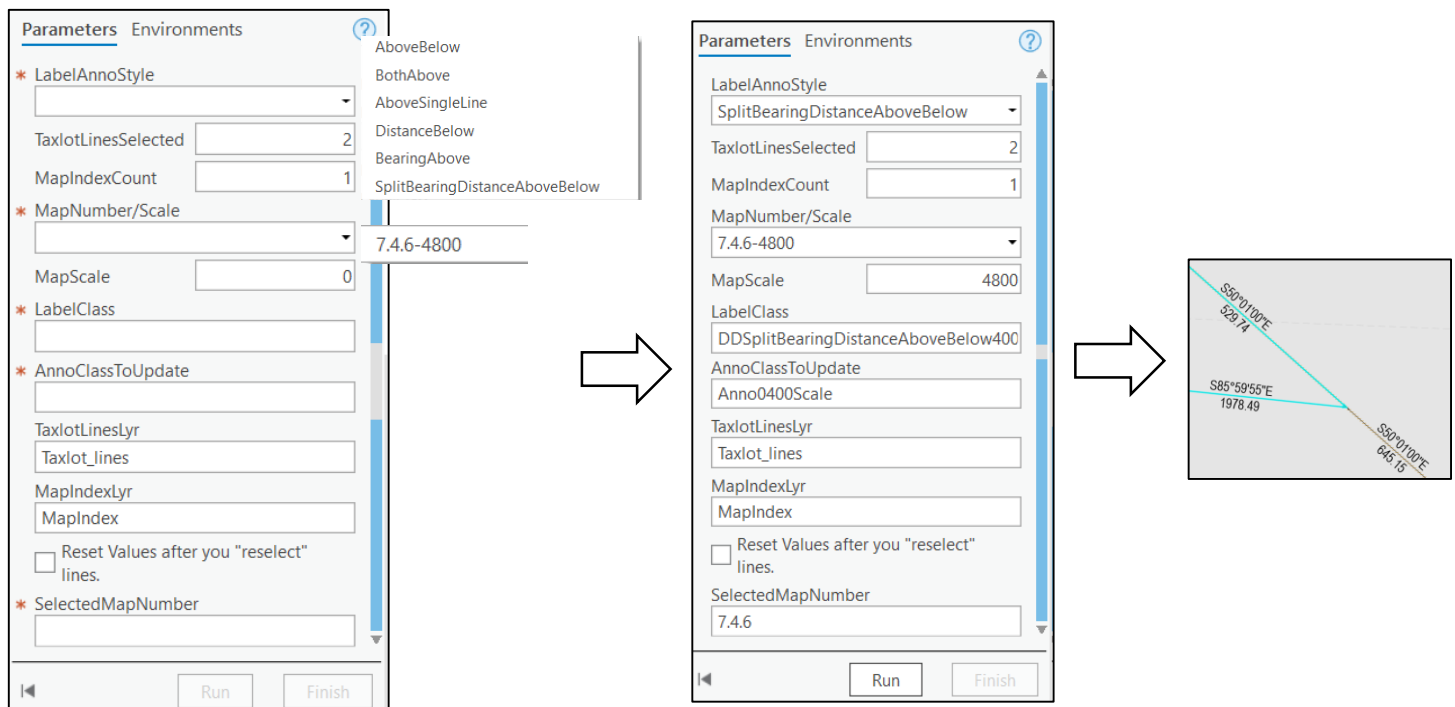 Parameters Environments
?
* LabelAnnoStyle
TaxlotLinesSelected 2
MapIndexCount 1
* MapNumber/Scale
MapScale 0
* LabelClass
* AnnoClassToUpdate
TaxlotLinesLyr
Taxlot_lines
MapIndexLyr
MapIndex
Reset Values after you "reselect"
lines.
* SelectedMapNumber
Run Finish
AboveBelow
BothAbove
AboveSingleLine
DistanceBelow
BearingAbove
SplitBearingDistanceAboveBelow
7.4.6-4800
Parameters Environments
?
LabelAnnoStyle
SplitBearingDistanceAboveBelow
TaxlotLinesSelected 2
MapIndexCount 1
MapNumber/Scale
7.4.6-4800
MapScale 4800
LabelClass
DDSplitBearingDistanceAboveBelow400
AnnoClassToUpdate
Anno0400Scale
TaxlotLinesLyr
Taxlot_lines
MapIndexLyr
MapIndex
Reset Values after you "reselect"
lines.
SelectedMapNumber
7.4.6
Run Finish
S50°01'00"E
529.74
S85°59'55"E
1978.49
S50°01'00"E
645.15